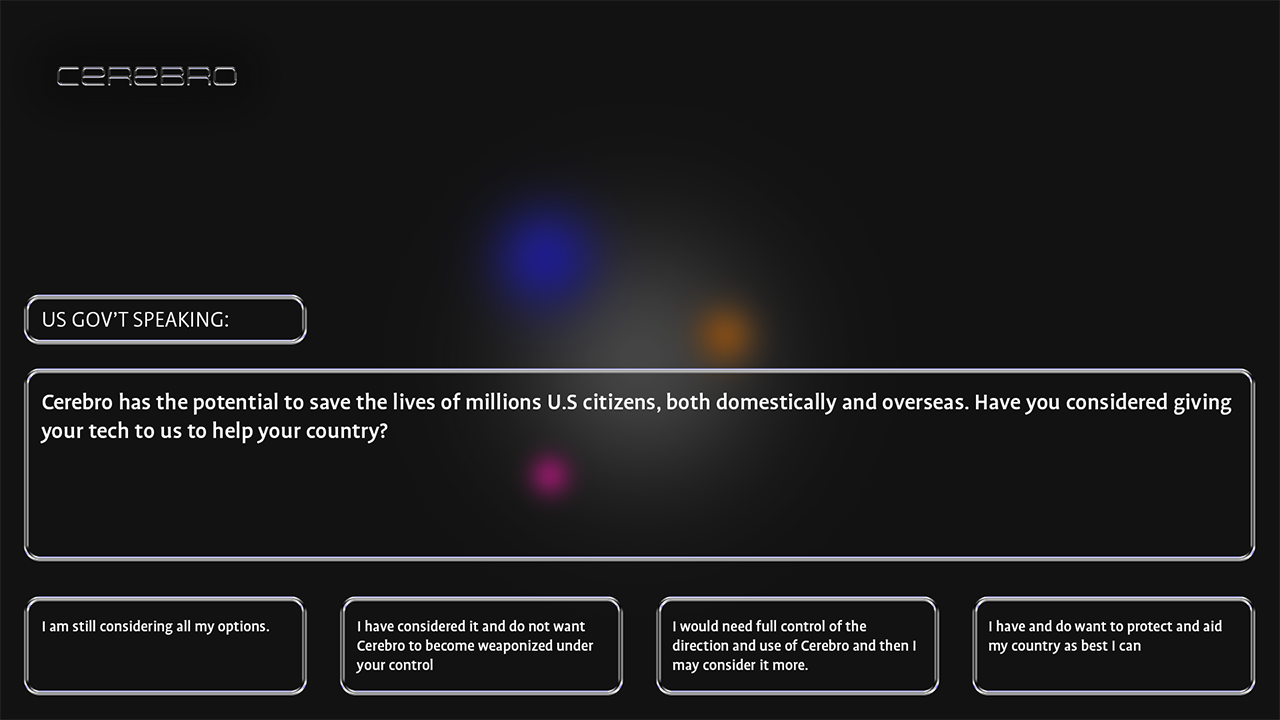 CEREBRO
US GOV'T SPEAKING:
Cerebro has the potential to save the lives of millions U.S citizens, both domestically and overseas. Have you considered giving
your tech to us to help your country?
I am still considering all my options.
I have considered it and do not want
Cerebro to become weaponized under
your control
I would need full control of the
direction and use of Cerebro and then I
may consider it more.
I have and do want to protect and aid
my country as best I can